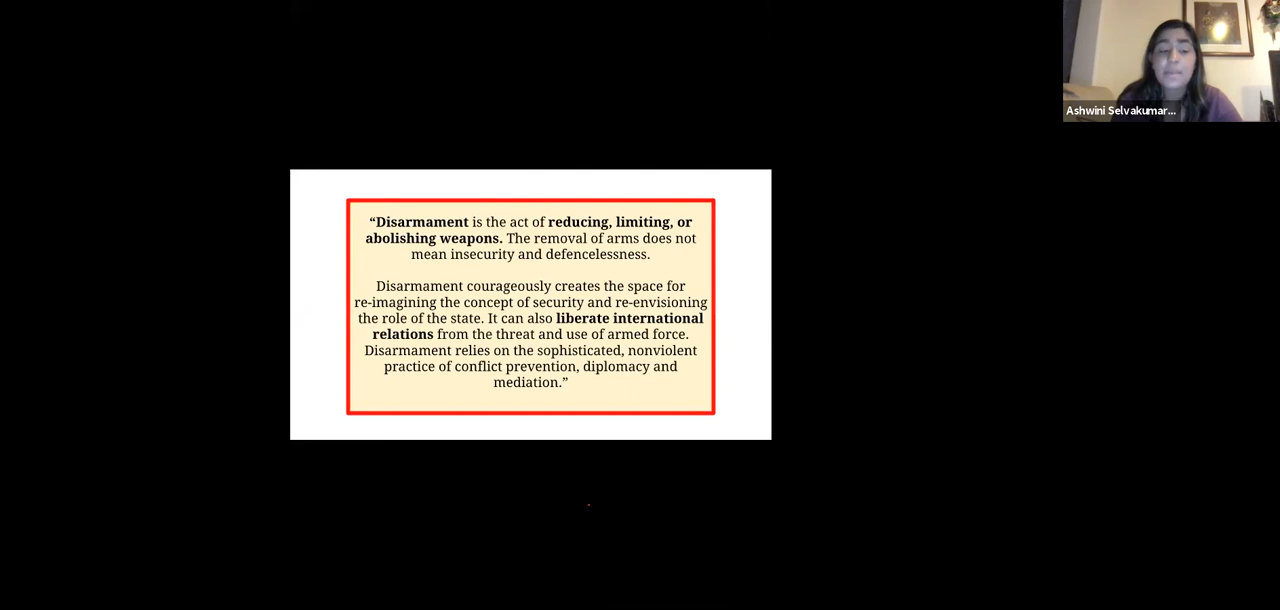 “Disarmament is the act of reducing, limiting, or
abolishing weapons. The removal of arms does not
mean insecurity and defencelessness.
Disarmament courageously creates the space for
re-imagining the concept of security and re-envisioning
the role of the state. It can also liberate international
relations from the threat and use of armed force.
Disarmament relies on the sophisticated, nonviolent
practice of conflict prevention, diplomacy and
mediation.”
Ashwini Selvakumar...